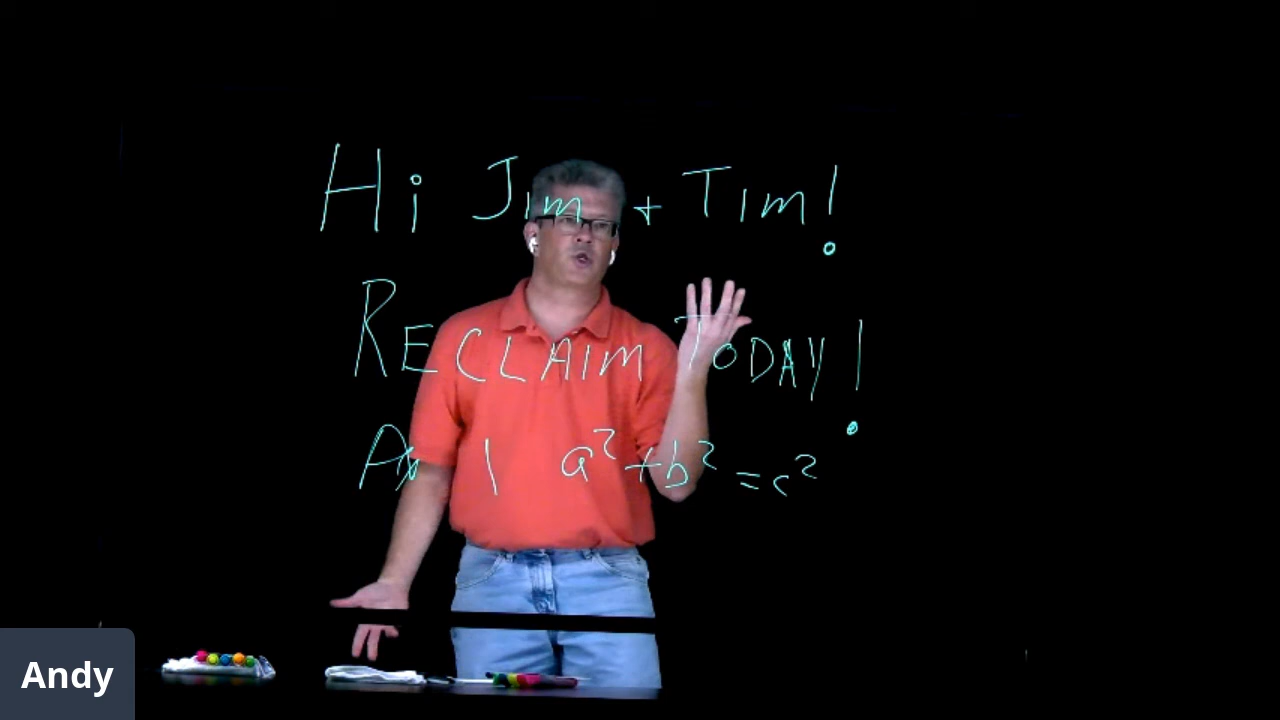 Hi Jim + Tim!
RECLAIM TODAY!
a² + b² = c²
Andy